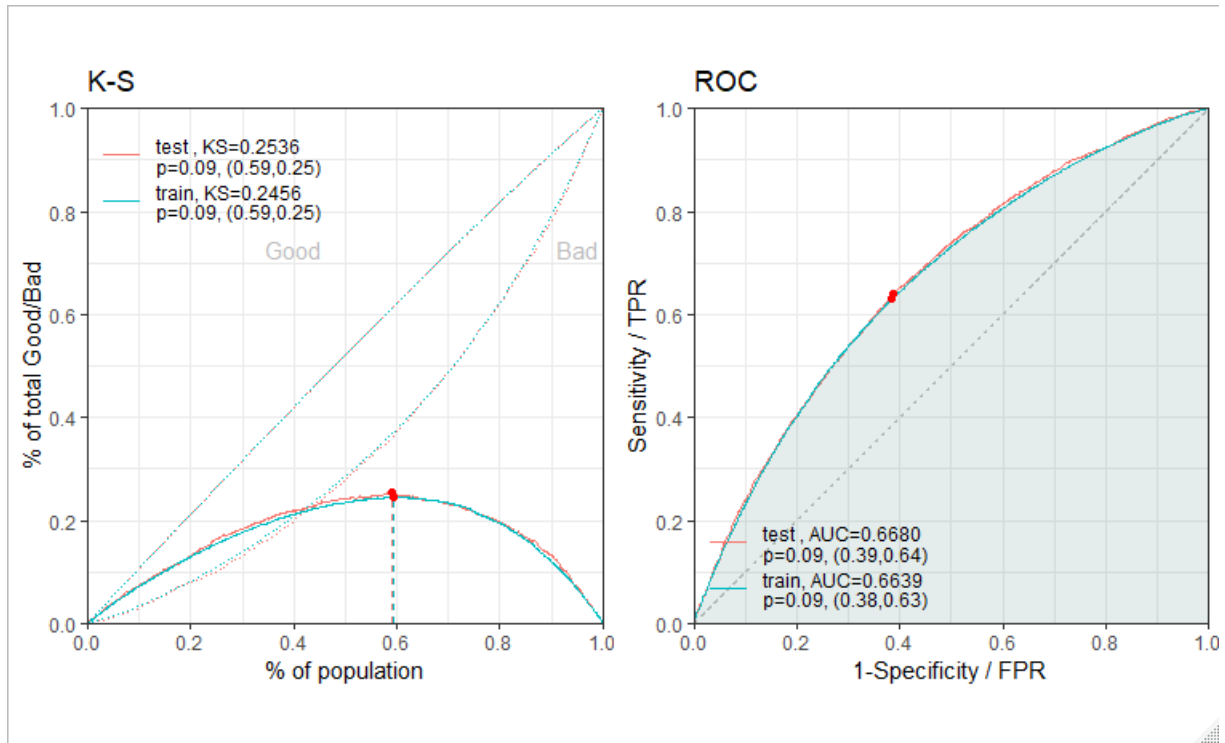 K-S
1.0
0.8
0.6
0.4
0.2
0.0
% of total Good/Bad
test , KS=0.2536
p=0.09, (0.59,0.25)
train, KS=0.2456
p=0.09, (0.59,0.25)
Good
Bad
0.0 0.2 0.4 0.6 0.8 1.0
% of population
ROC
1.0
0.8
0.6
0.4
0.2
0.0
Sensitivity / TPR
test , AUC=0.6680
p=0.09, (0.39,0.64)
train, AUC=0.6639
p=0.09, (0.38,0.63)
0.0 0.2 0.4 0.6 0.8 1.0
1-Specificity / FPR